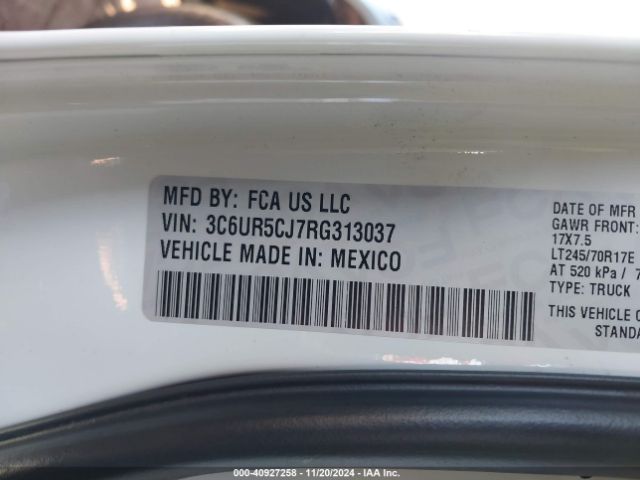 MFD BY: FCA US LLC
VIN: 3C6UR5CJ7RG313037
VEHICLE MADE IN: MEXICO
DATE OF MFR
GAWR FRONT:
17X7.5
LT245/70R17E
AT 520 kPa / 7
TYPE: TRUCK
THIS VEHICLE C
STANDA
000-40927258 - 11/20/2024 - IAA Inc.